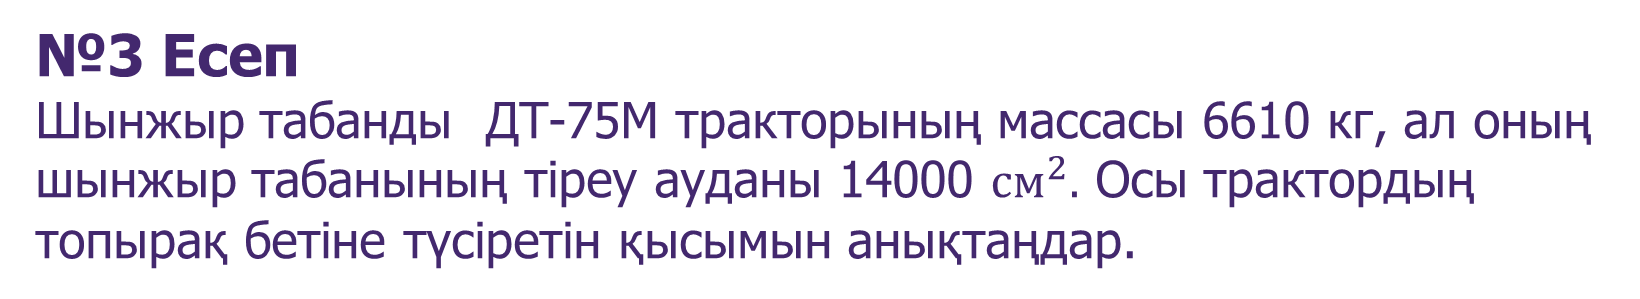 №3 Есеп
Шынжыр табанды  ДТ-75М тракторының массасы 6610 кг, ал оның
шынжыр табанының тіреу ауданы 14000 см². Осы трактордың
топырақ бетіне түсіретін қысымын анықтаңдар.